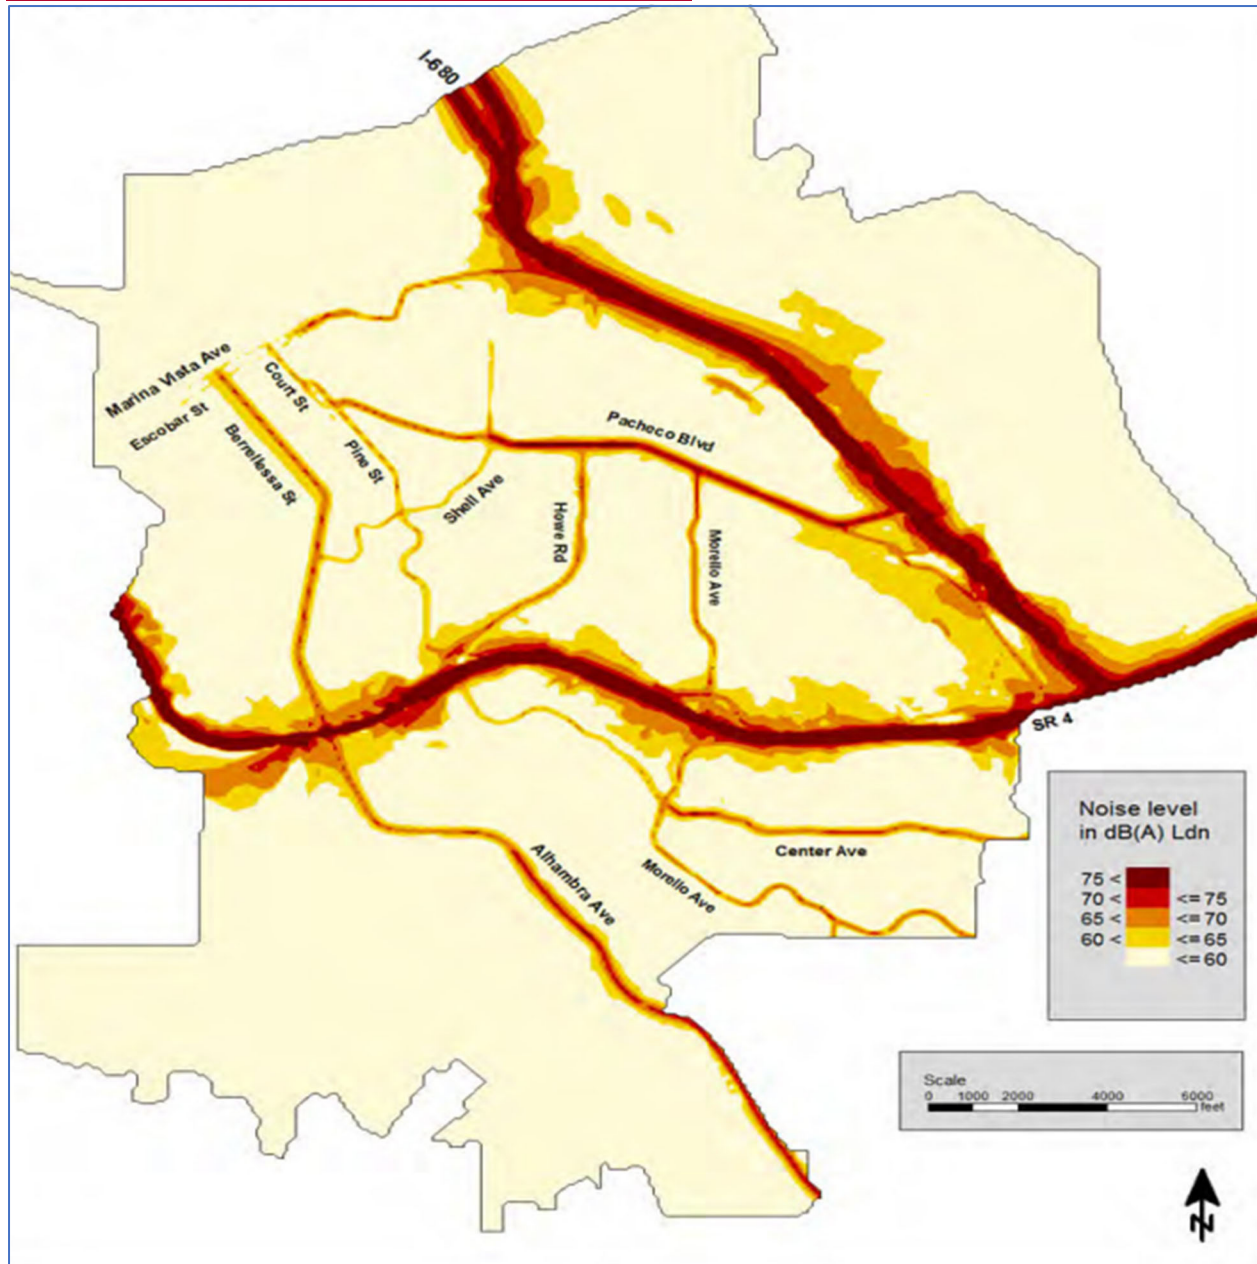 I-680
Marina Vista Ave
Court St
Escobar St
Berrellessa St
Pine St
Pacheco Blvd
Shell Ave
Howe Rd
Morello Ave
SR 4
Center Ave
Alhambra Ave
Morello Ave
Noise level
in dB(A) Ldn
75 <
70 < <= 75
65 < <= 70
60 < <= 65
<= 60
Scale
0 1000 2000 4000 6000
feet
N